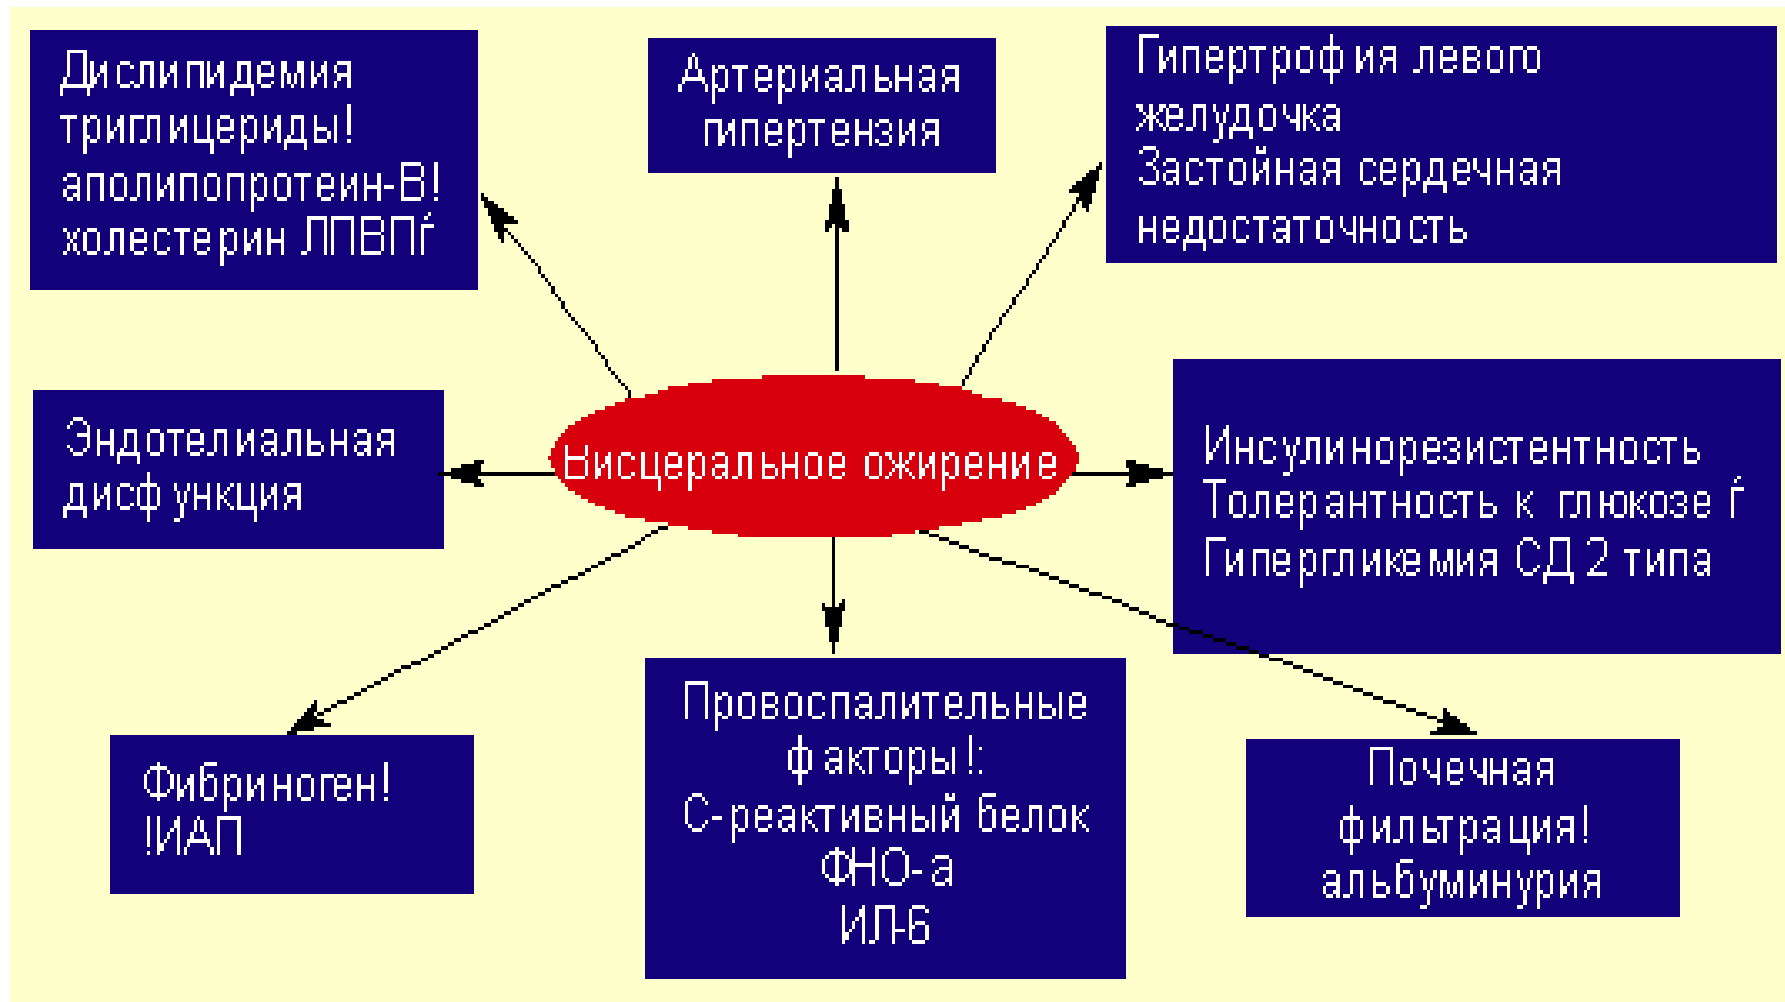 Дислипидемия
триглицериды!
аполипопротеин-В!
холестерин ЛПВПѓ
Артериальная
гипертензия
Гипертрофия левого
желудочка
Застойная сердечная
недостаточность
Эндотелиальная
дисфункция
Висцеральное ожирение
Инсулинорезистентность
Толерантность к глюкозе ѓ
Гипергликемия СД 2 типа
Фибриноген!
!ИАП
Провоспалительные
факторы!:
С-реактивный белок
ФНО-а
ИЛ-6
Почечная
фильтрация!
альбуминурия